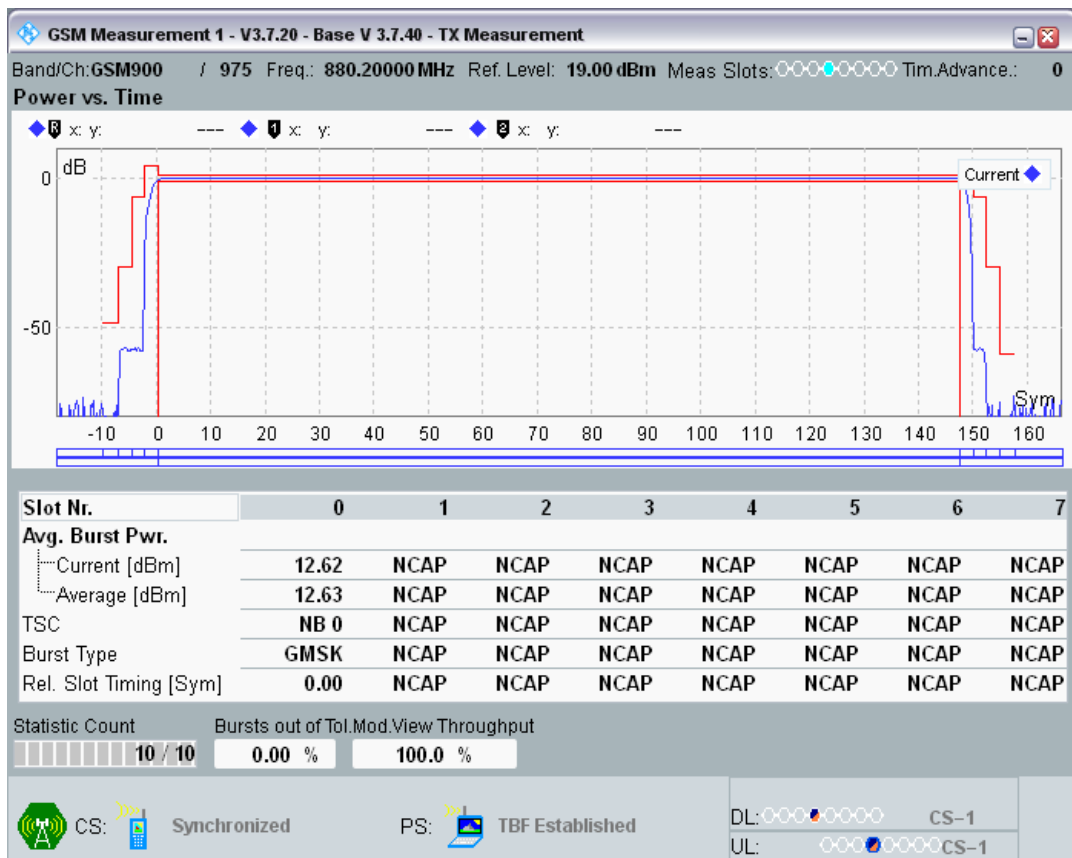 GSM Measurement 1 - V3.7.20 - Base V 3.7.40 - TX Measurement
Band/Ch:GSM900 / 975 Freq.: 880.20000 MHz Ref. Level: 19.00 dBm Meas Slots: Tim.Advance.: 0
Power vs. Time
R x: y: --- 1 x: y: --- 2 x: y: ---
dB
0
Current
-50
Sym
-10 0 10 20 30 40 50 60 70 80 90 100 110 120 130 140 150 160
Slot Nr. 0 1 2 3 4 5 6 7
Avg. Burst Pwr.
Current [dBm] 12.62 NCAP NCAP NCAP NCAP NCAP NCAP NCAP
Average [dBm] 12.63 NCAP NCAP NCAP NCAP NCAP NCAP NCAP
TSC NB 0 NCAP NCAP NCAP NCAP NCAP NCAP NCAP
Burst Type GMSK NCAP NCAP NCAP NCAP NCAP NCAP NCAP
Rel. Slot Timing [Sym] 0.00 NCAP NCAP NCAP NCAP NCAP NCAP NCAP
Statistic Count Bursts out of Tol.Mod.View Throughput
10 / 10 0.00 % 100.0 %
CS: Synchronized PS: TBF Established
DL: CS-1
UL: CS-1